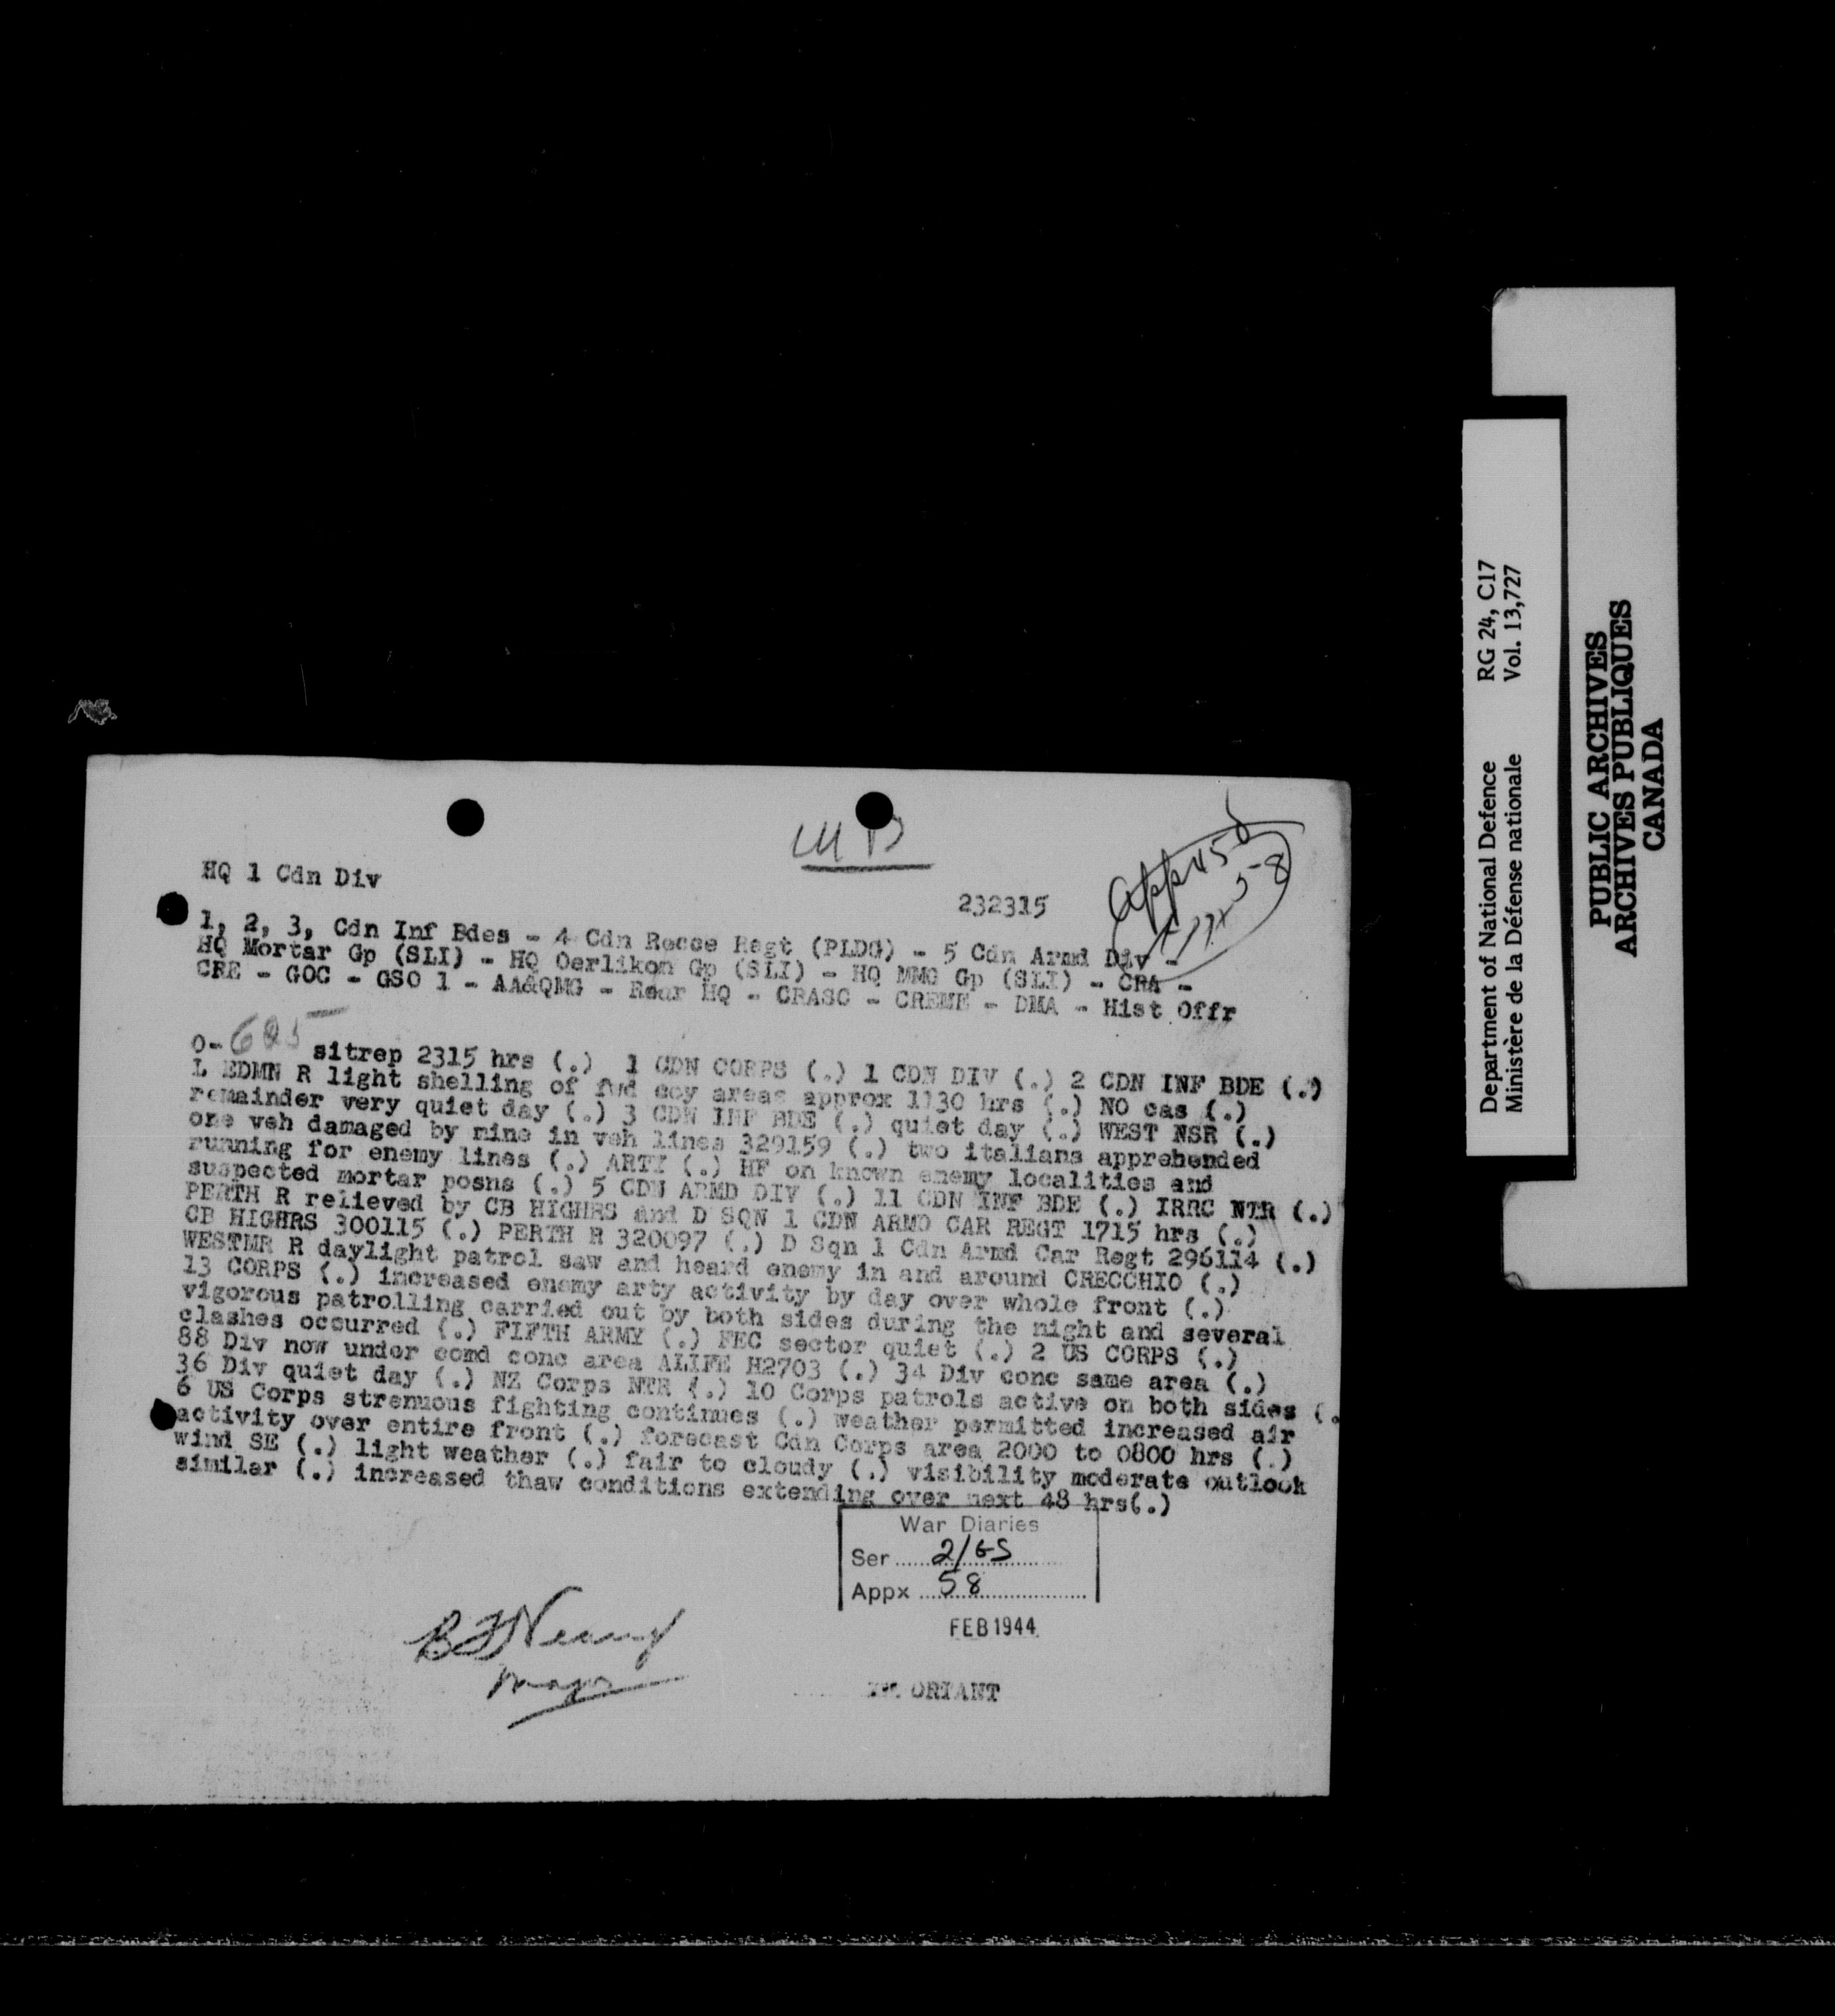 HQ 1 Cdn Div
232315
1, 2, 3, Cdn Inf Bdes - 4 Cdn Recce Regt (PLDG) - 5 Cdn Armd Div -
HQ Mortar Gp (SLI) - HQ Oerlikon Gp (SLI) - HQ MMG Gp (SLI) - CRA -
CRE - GOC - GSO 1 - AA&QMG - Rear HQ - CRASC - CREME - DMA - Hist Offr
O- sitrep 2315 hrs (.) 1 CDN CORPS (.) 1 CDN DIV (.) 2 CDN INF BDE (.)
L EDMN R light shelling of fwd coy areas approx 1130 hrs (.) NO cas (.)
remainder very quiet day (.) 3 CDN INF BDE (.) quiet day (.) WEST NSR (.)
one veh damaged by mine in veh lines 329159 (.) two italians apprehended
running for enemy lines (.) ARTY (.) HF on known enemy localities and
suspected mortar posns (.) 5 CDN ARMD DIV (.) 11 CDN INF BDE (.) IRRC NTR (.)
PERTH R relieved by CB HIGHRS and D SQN 1 CDN ARMD CAR REGT 1715 hrs (.)
CB HIGHRS 300115 (.) PERTH R 320097 (.) D Sqn 1 Cdn Armd Car Regt 296114 (.)
WESTMR R daylight patrol saw and heard enemy in and around CRECCHIO (.)
13 CORPS (.) increased enemy arty activity by day over whole front (.)
vigorous patrolling carried out by both sides during the night and several
clashes occurred (.) FIFTH ARMY (.) FEC sector quiet (.) 2 US CORPS (.)
88 Div now under comd conc area ALIFE H2703 (.) 34 Div conc same area (.)
36 Div quiet day (.) NZ Corps NTR (.) 10 Corps patrols active on both sides (.
6 US Corps strenuous fighting continues (.) weather permitted increased air
activity over entire front (.) forecast Cdn Corps area 2000 to 0800 hrs (.)
wind SE (.) light weather (.) fair to cloudy (.) visibility moderate outlook
similar (.) increased thaw conditions extending over next 48 hrs(.)
War Diaries
Ser 2/GS
Appx 58
FEB 1944
Major
Department of National Defence RG 24, C17
Ministère de la Défense nationale Vol. 13,727
PUBLIC ARCHIVES
ARCHIVES PUBLIQUES
CANADA